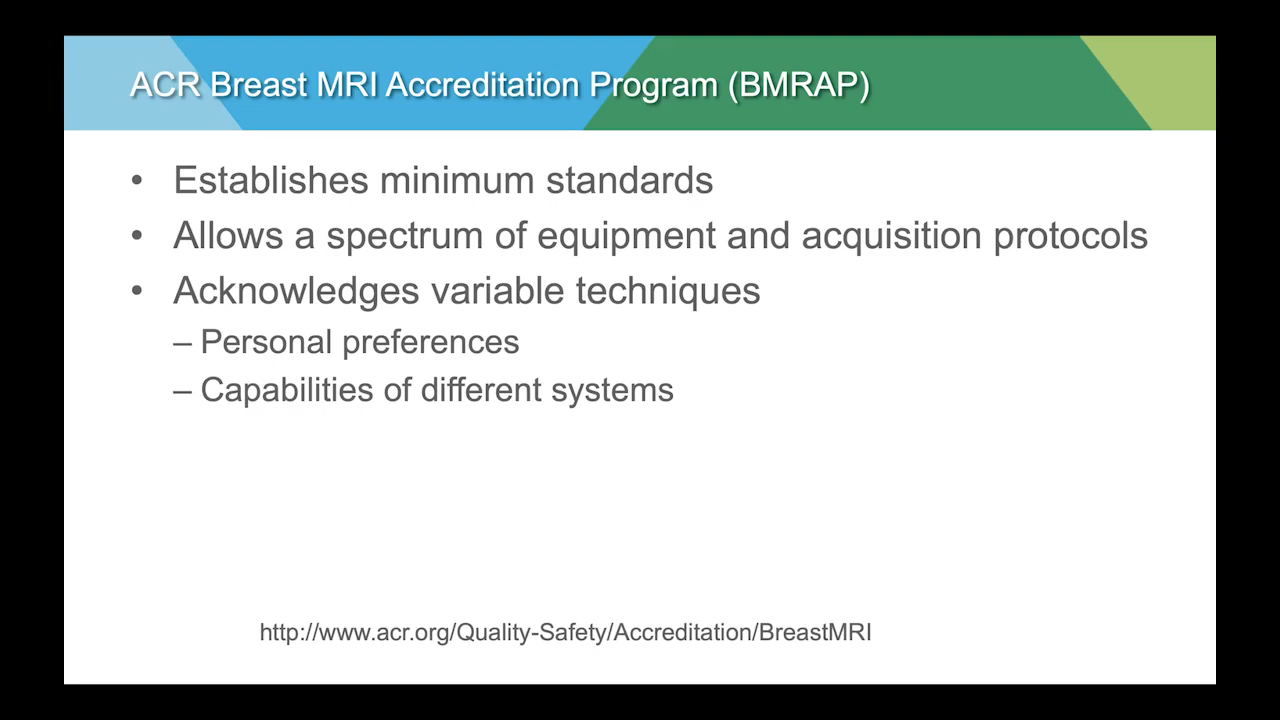 ACR Breast MRI Accreditation Program (BMRAP)
• Establishes minimum standards
• Allows a spectrum of equipment and acquisition protocols
• Acknowledges variable techniques
– Personal preferences
– Capabilities of different systems
http://www.acr.org/Quality-Safety/Accreditation/BreastMRI